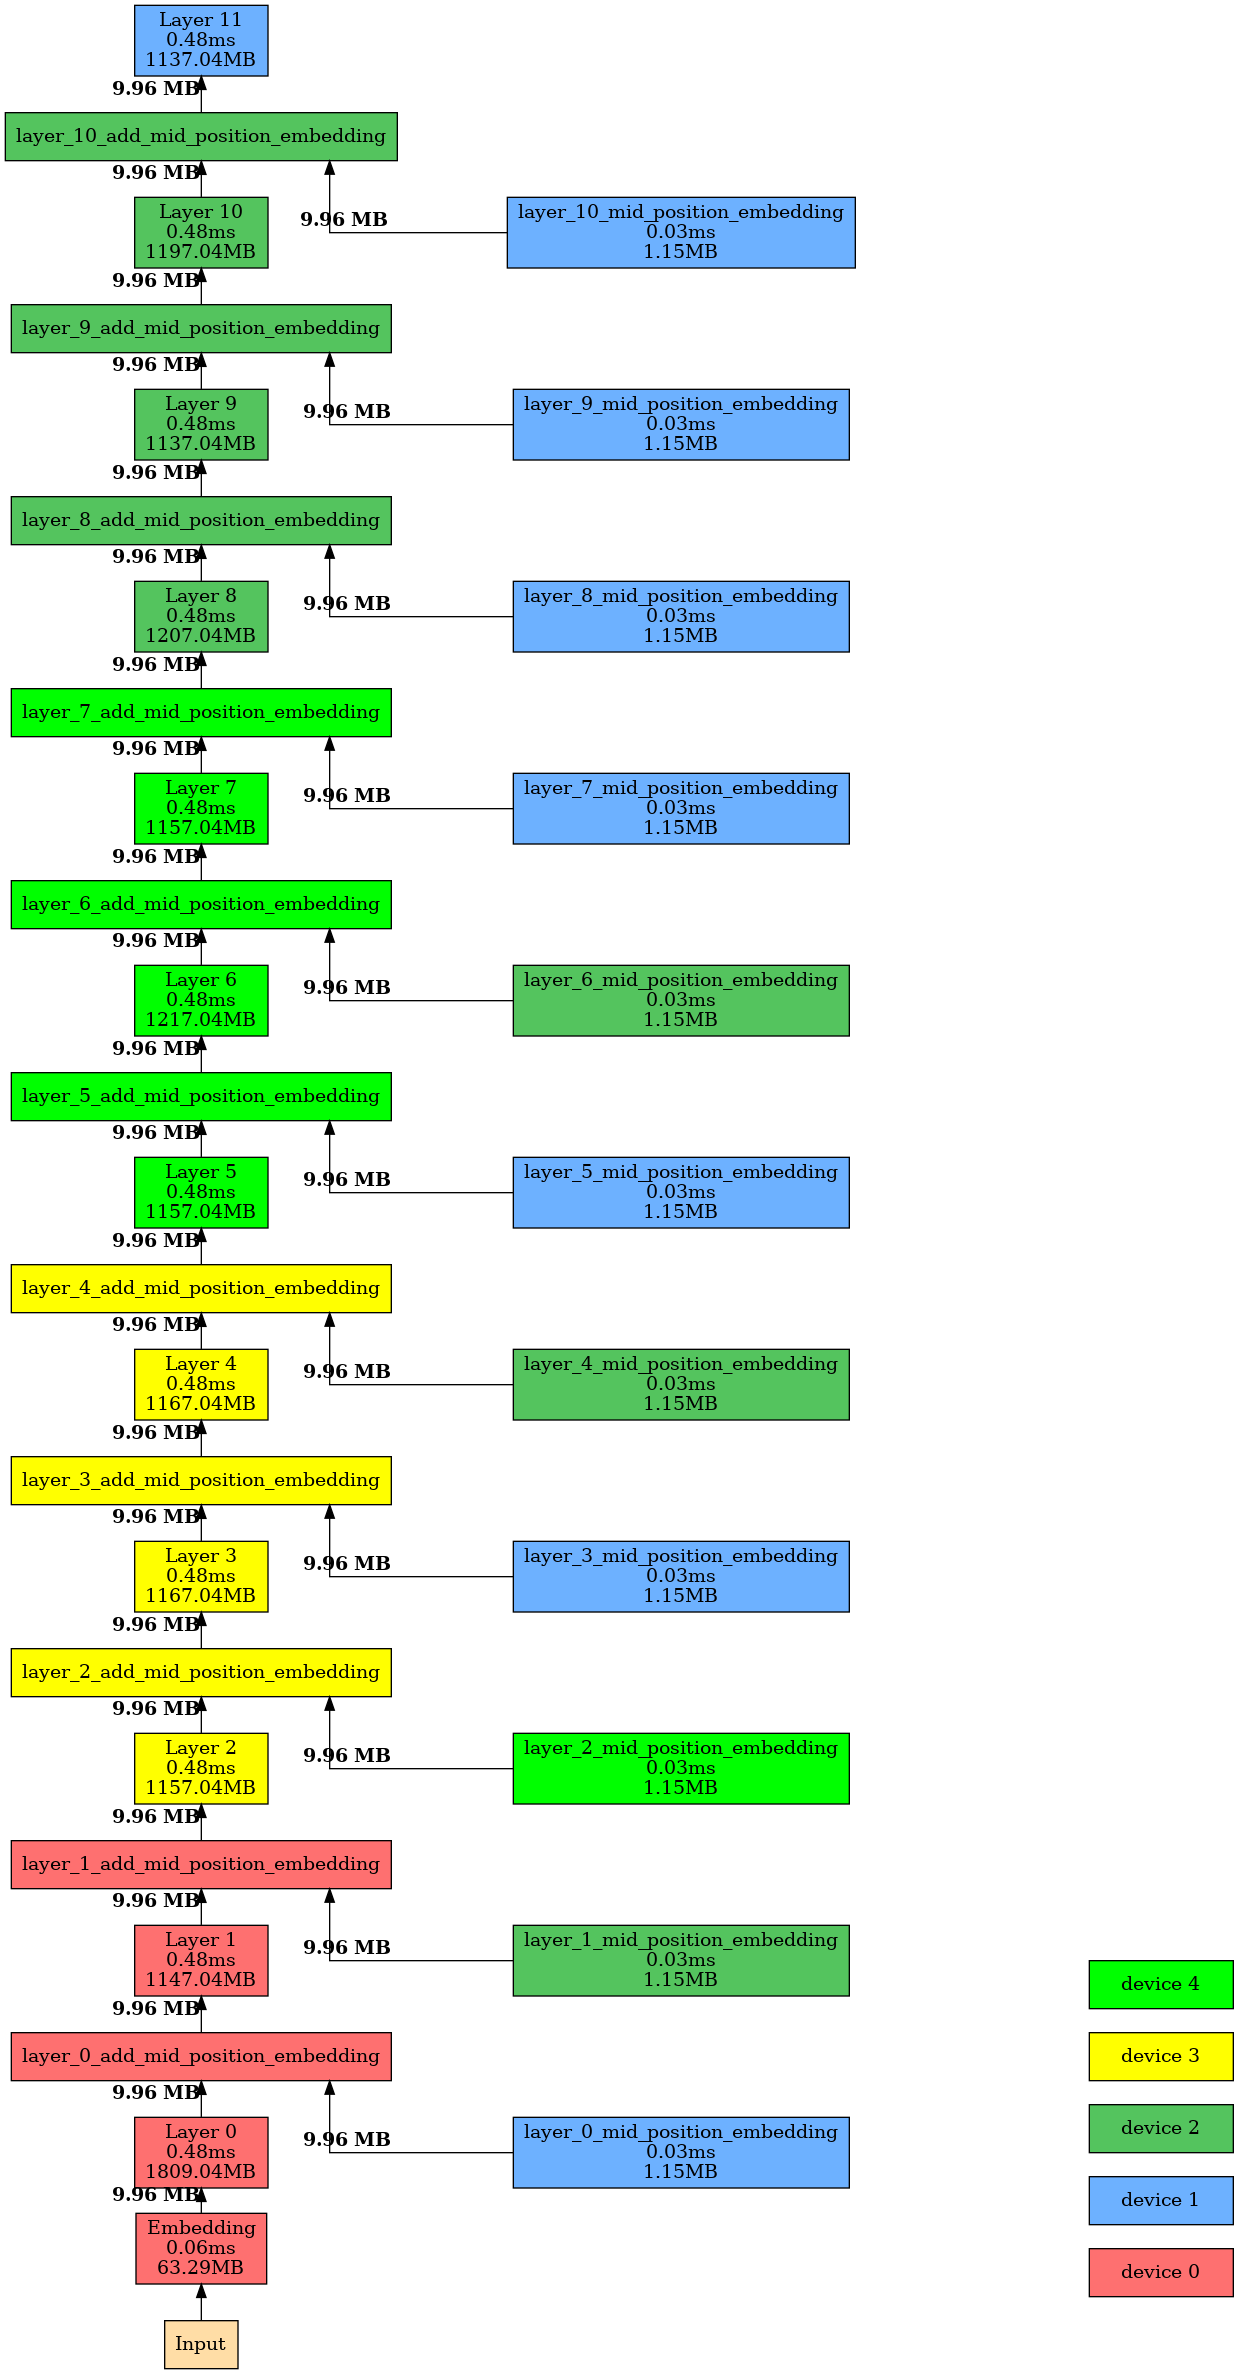 Layer 11
0.48ms
1137.04MB
9.96 MB
layer_10_add_mid_position_embedding
9.96 MB
Layer 10
0.48ms
1197.04MB
9.96 MB
layer_10_mid_position_embedding
0.03ms
1.15MB
9.96 MB
layer_9_add_mid_position_embedding
9.96 MB
Layer 9
0.48ms
1137.04MB
9.96 MB
layer_9_mid_position_embedding
0.03ms
1.15MB
9.96 MB
layer_8_add_mid_position_embedding
9.96 MB
Layer 8
0.48ms
1207.04MB
9.96 MB
layer_8_mid_position_embedding
0.03ms
1.15MB
9.96 MB
layer_7_add_mid_position_embedding
9.96 MB
Layer 7
0.48ms
1157.04MB
9.96 MB
layer_7_mid_position_embedding
0.03ms
1.15MB
9.96 MB
layer_6_add_mid_position_embedding
9.96 MB
Layer 6
0.48ms
1217.04MB
9.96 MB
layer_6_mid_position_embedding
0.03ms
1.15MB
9.96 MB
layer_5_add_mid_position_embedding
9.96 MB
Layer 5
0.48ms
1157.04MB
9.96 MB
layer_5_mid_position_embedding
0.03ms
1.15MB
9.96 MB
layer_4_add_mid_position_embedding
9.96 MB
Layer 4
0.48ms
1167.04MB
9.96 MB
layer_4_mid_position_embedding
0.03ms
1.15MB
9.96 MB
layer_3_add_mid_position_embedding
9.96 MB
Layer 3
0.48ms
1167.04MB
9.96 MB
layer_3_mid_position_embedding
0.03ms
1.15MB
9.96 MB
layer_2_add_mid_position_embedding
9.96 MB
Layer 2
0.48ms
1157.04MB
9.96 MB
layer_2_mid_position_embedding
0.03ms
1.15MB
9.96 MB
layer_1_add_mid_position_embedding
9.96 MB
Layer 1
0.48ms
1147.04MB
9.96 MB
layer_1_mid_position_embedding
0.03ms
1.15MB
9.96 MB
layer_0_add_mid_position_embedding
9.96 MB
Layer 0
0.48ms
1809.04MB
9.96 MB
layer_0_mid_position_embedding
0.03ms
1.15MB
9.96 MB
Embedding
0.06ms
63.29MB
Input
device 4
device 3
device 2
device 1
device 0